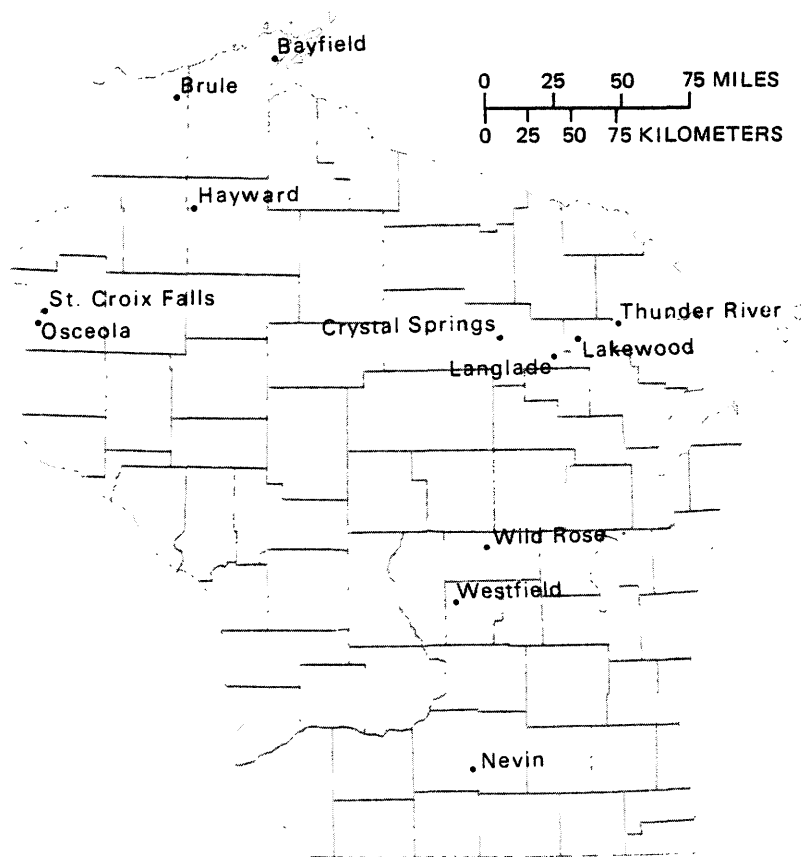 Bayfield
Brule
0 25 50 75 MILES
0 25 50 75 KILOMETERS
Hayward
St. Croix Falls
Osceola
Thunder River
Crystal Springs
Lakewood
Langlade
Wild Rose
Westfield
Nevin